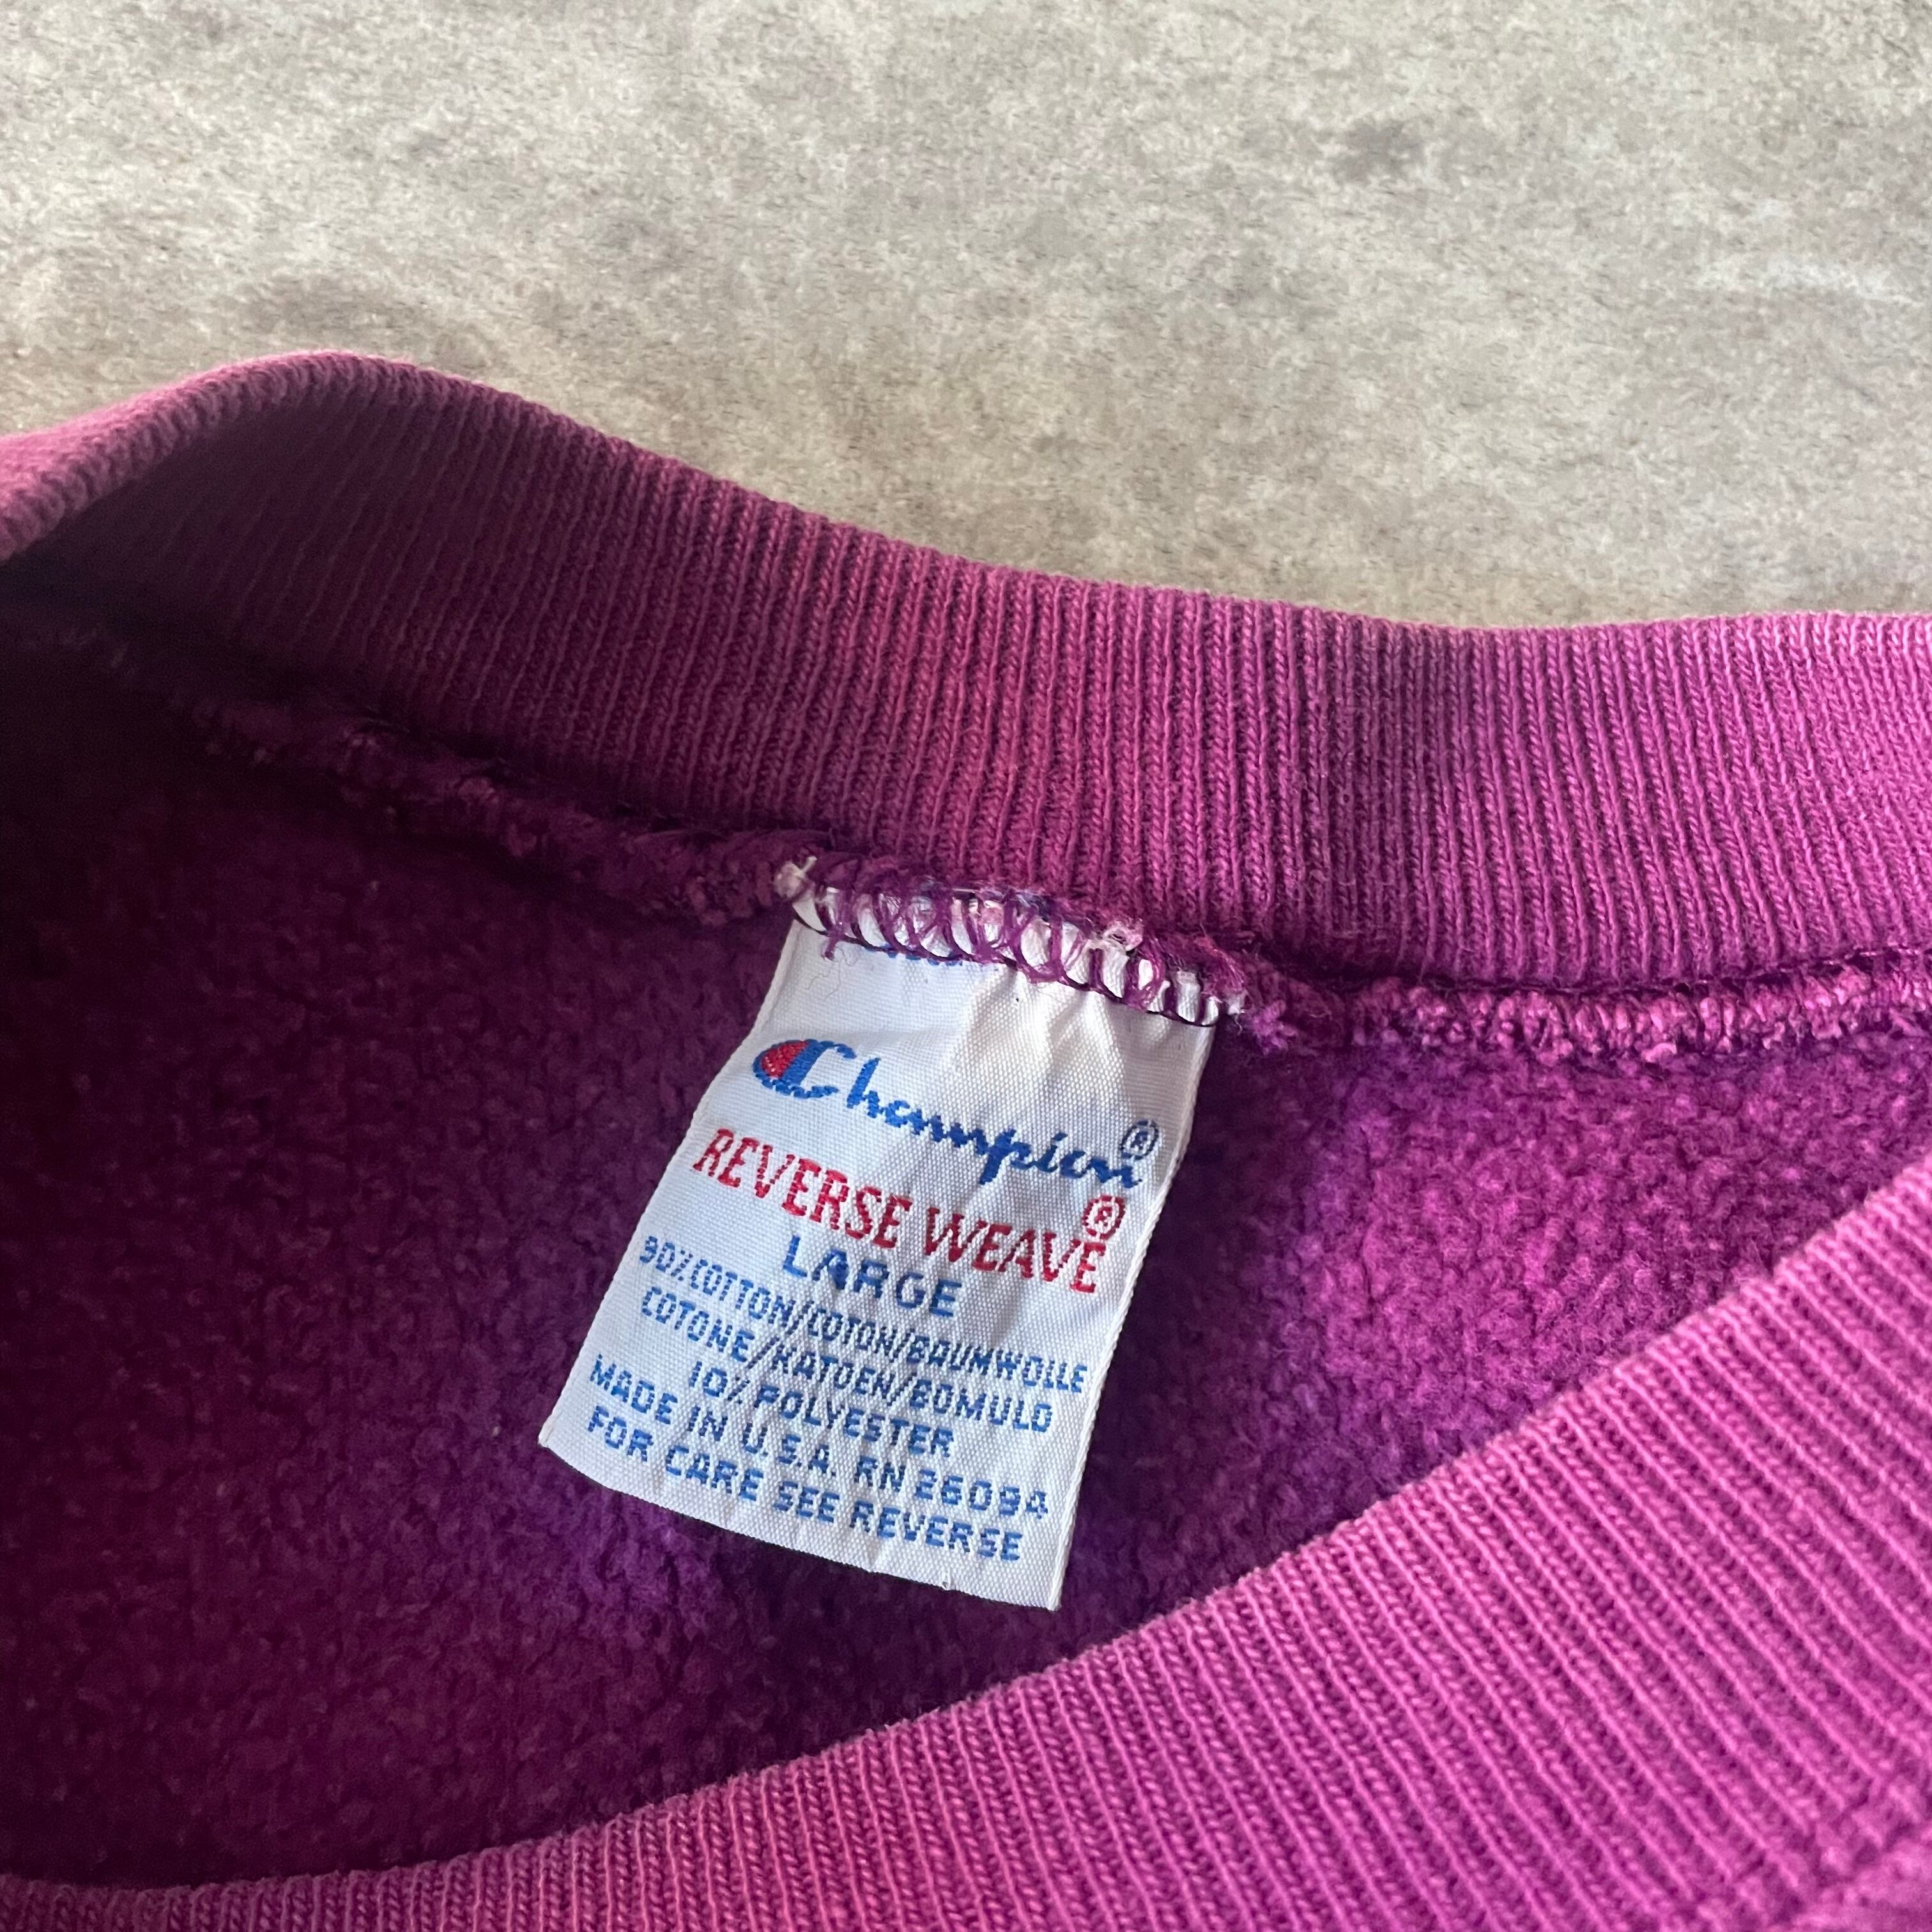 Champion®
REVERSE WEAVE®
LARGE
90%COTTON/COTON/BAUMWOLLE
COTONE/KATOEN/BOMULD
10% POLYESTER
MADE IN U.S.A. RN 26094
FOR CARE SEE REVERSE